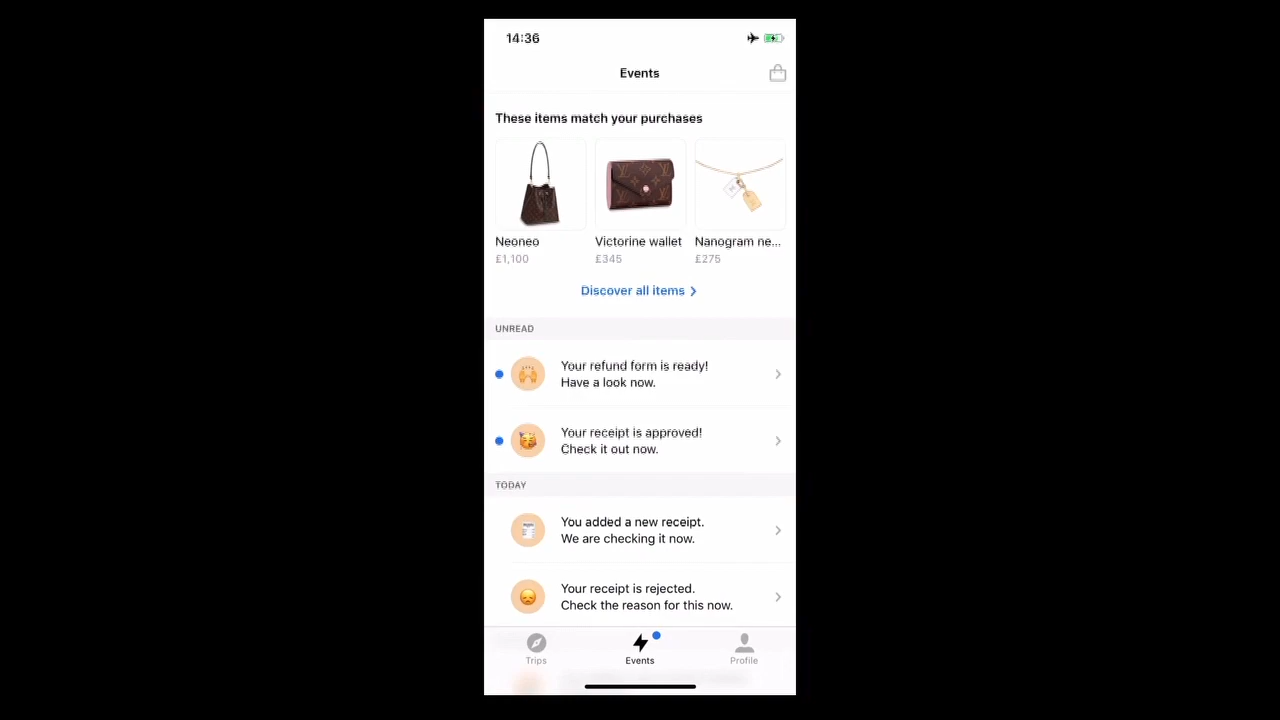 14:36
Events
These items match your purchases
Neoneo
Victorine wallet
Nanogram ne...
£1,100
£345
£275
Discover all items
UNREAD
Your refund form is ready!
Have a look now.
Your receipt is approved!
Check it out now.
TODAY
You added a new receipt.
We are checking it now.
Your receipt is rejected.
Check the reason for this now.
Trips
Events
Profile